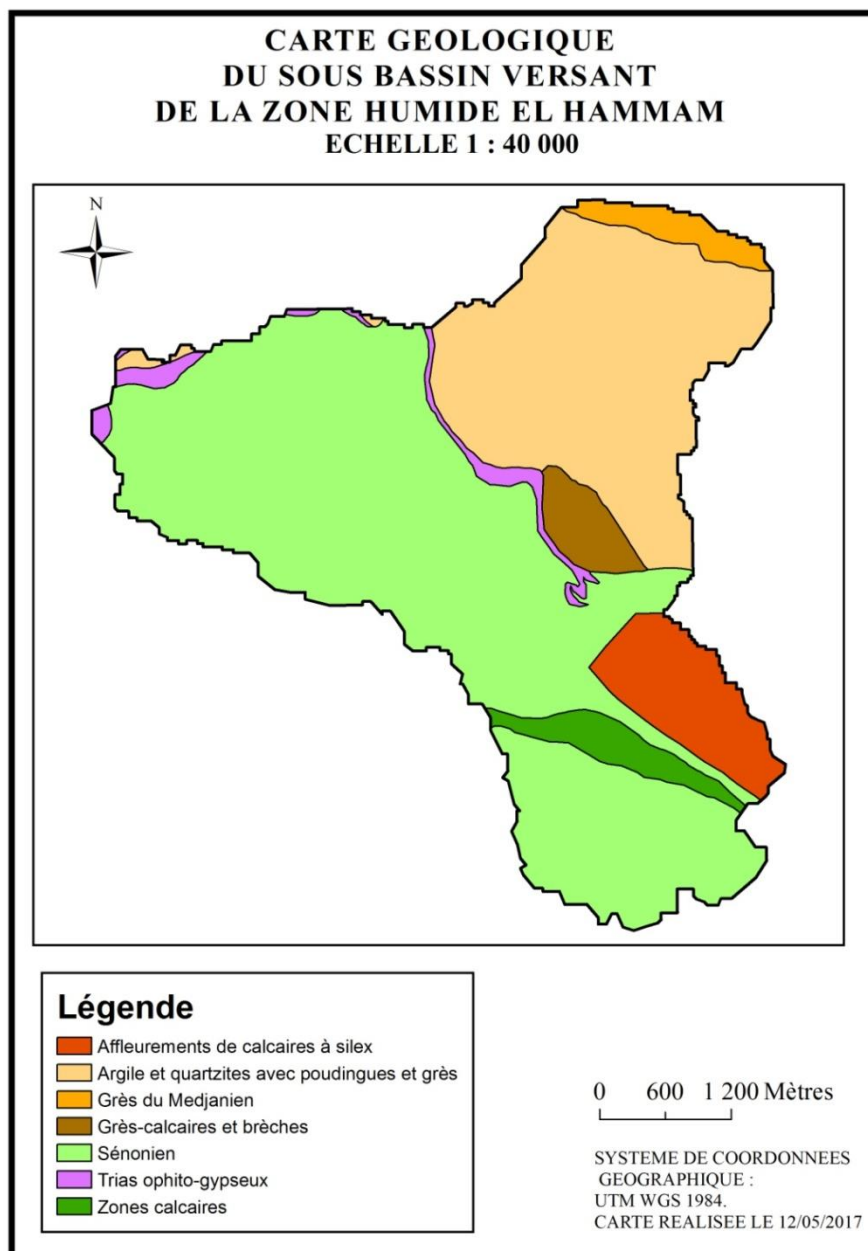 CARTE GEOLOGIQUE
DU SOUS BASSIN VERSANT
DE LA ZONE HUMIDE EL HAMMAM
ECHELLE 1 : 40 000
N
Légende
Affleurements de calcaires à silex
Argile et quartzites avec poudingues et grès
Grès du Medjanien
Grès-calcaires et brèches
Sénonien
Trias ophito-gypseux
Zones calcaires
0 600 1 200 Mètres
SYSTEME DE COORDONNEES
GEOGRAPHIQUE :
UTM WGS 1984.
CARTE REALISEE LE 12/05/2017